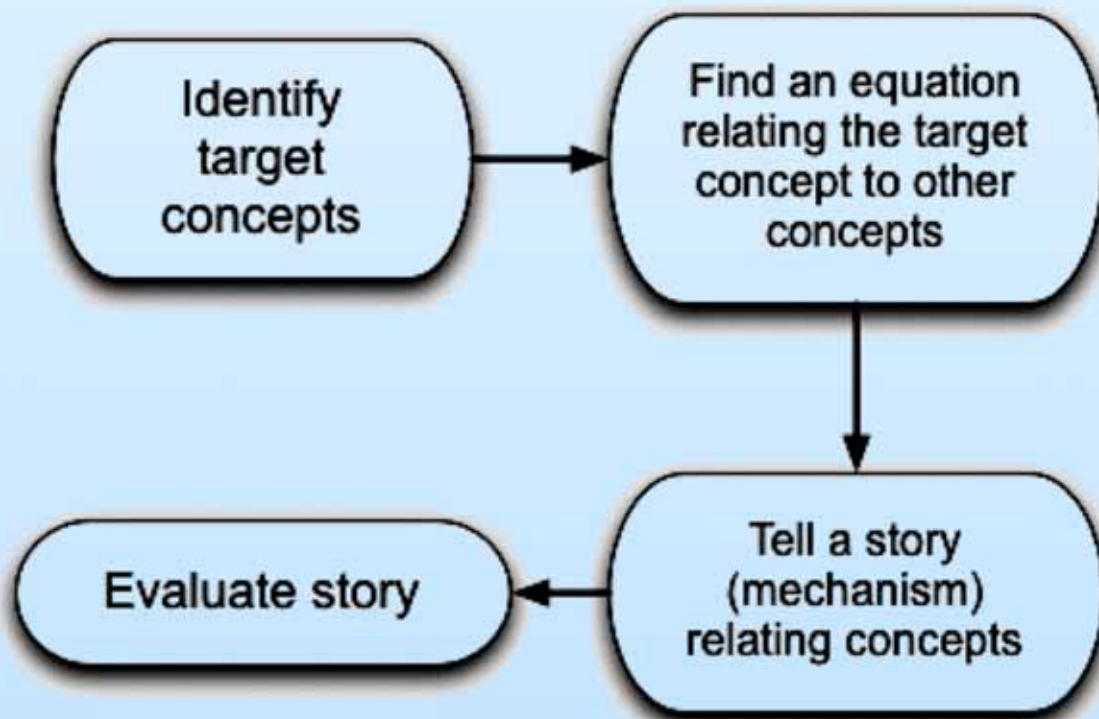 Identify
target
concepts
Find an equation
relating the target
concept to other
concepts
Tell a story
(mechanism)
relating concepts
Evaluate story